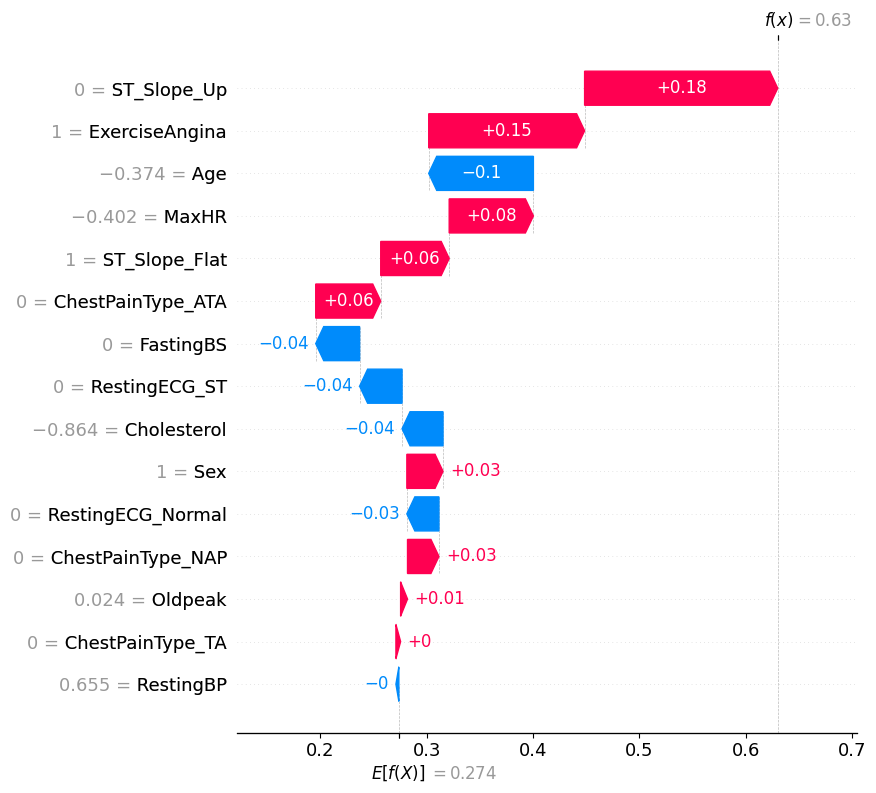 f(x) = 0.63
0 = ST_Slope_Up +0.18
1 = ExerciseAngina +0.15
−0.374 = Age −0.1
−0.402 = MaxHR +0.08
1 = ST_Slope_Flat +0.06
0 = ChestPainType_ATA +0.06
0 = FastingBS −0.04
0 = RestingECG_ST −0.04
−0.864 = Cholesterol −0.04
1 = Sex +0.03
0 = RestingECG_Normal −0.03
0 = ChestPainType_NAP +0.03
0.024 = Oldpeak +0.01
0 = ChestPainType_TA +0
0.655 = RestingBP −0
0.2 0.3 0.4 0.5 0.6 0.7
E[f(X)] = 0.274